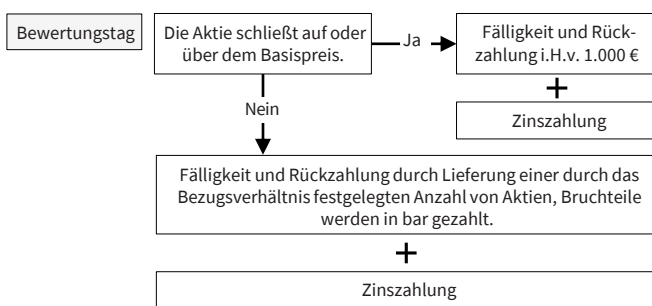 Bewertungstag
Die Aktie schließt auf oder
über dem Basispreis.
Ja
Fälligkeit und Rück-
zahlung i.H.v. 1.000 €
+
Zinszahlung
Nein
Fälligkeit und Rückzahlung durch Lieferung einer durch das
Bezugsverhältnis festgelegten Anzahl von Aktien, Bruchteile
werden in bar gezahlt.
+
Zinszahlung